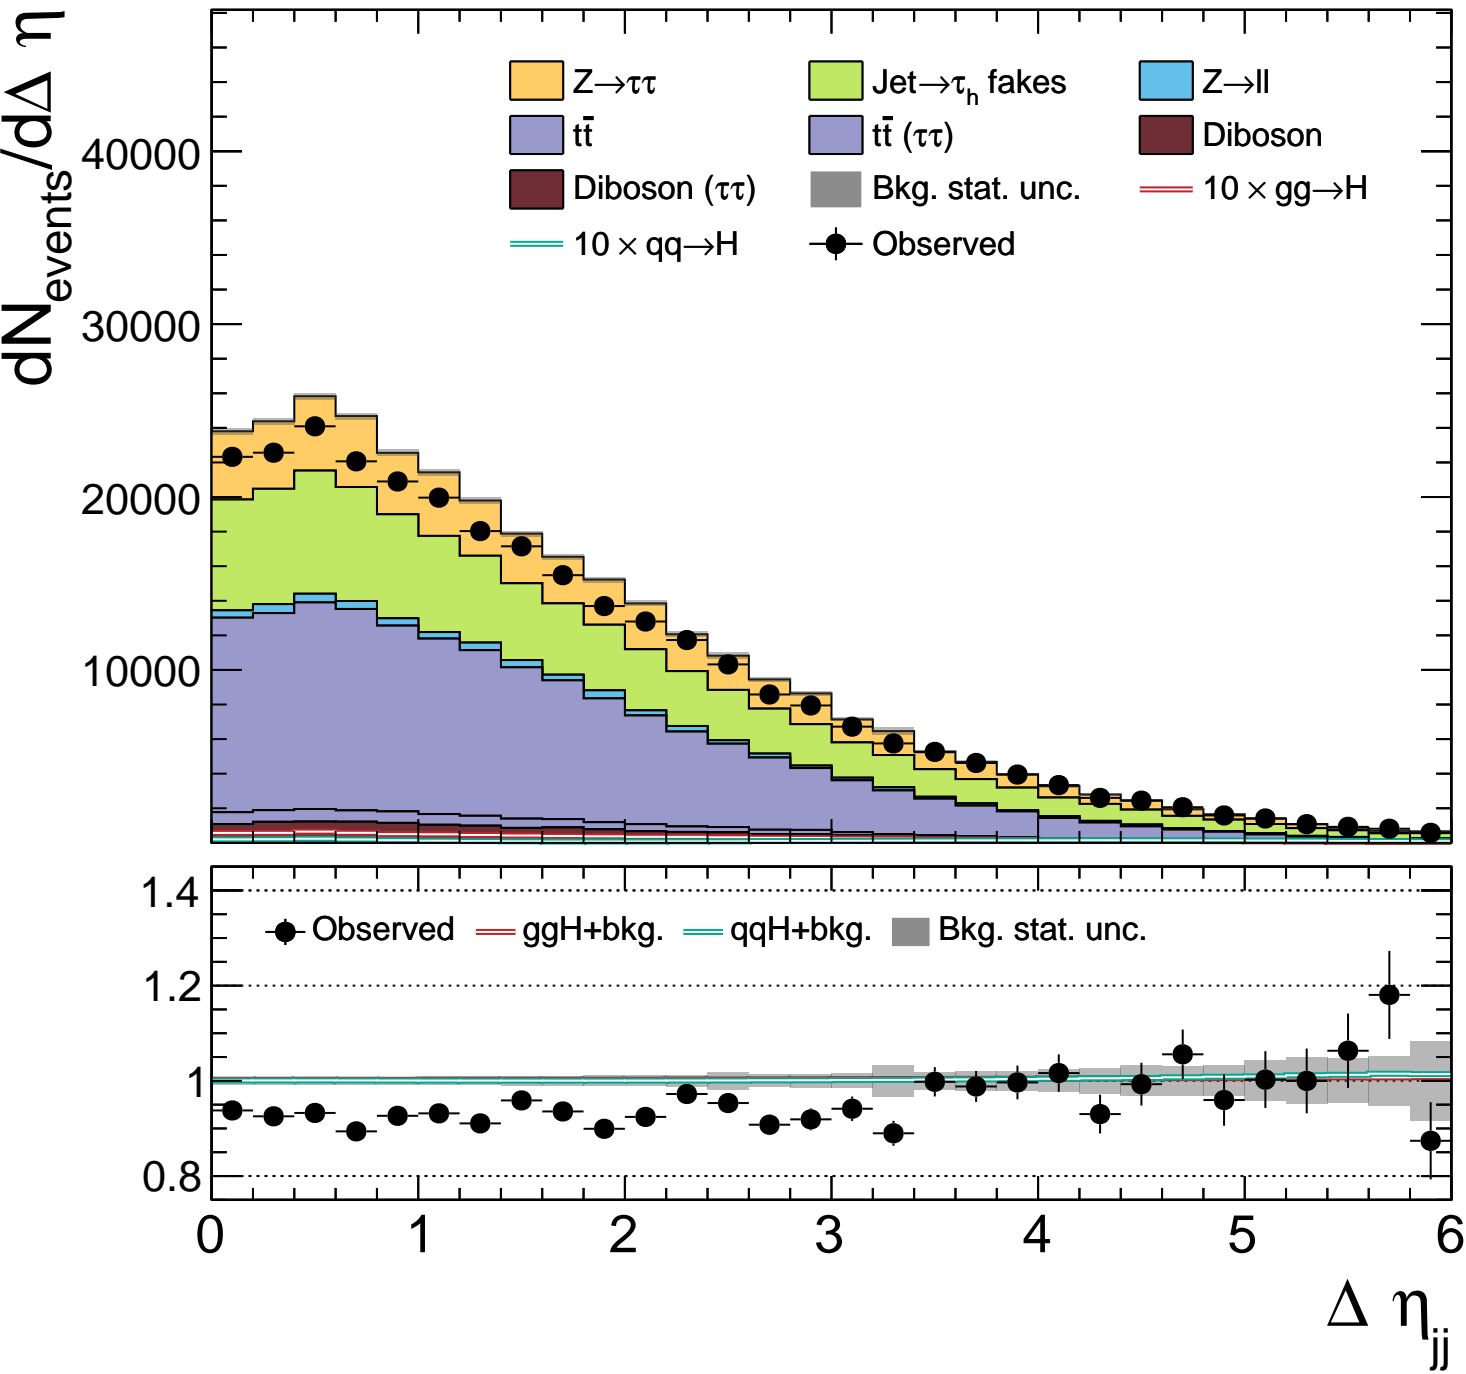 dN_events/dΔ η
Z→ττ
Jet→τ_h fakes
Z→ll
tt̄
tt̄ (ττ)
Diboson
Diboson (ττ)
Bkg. stat. unc.
10 × gg→H
10 × qq→H
Observed
40000
30000
20000
10000
Observed
ggH+bkg.
qqH+bkg.
Bkg. stat. unc.
1.4
1.2
1
0.8
0 1 2 3 4 5 6
Δ η_jj